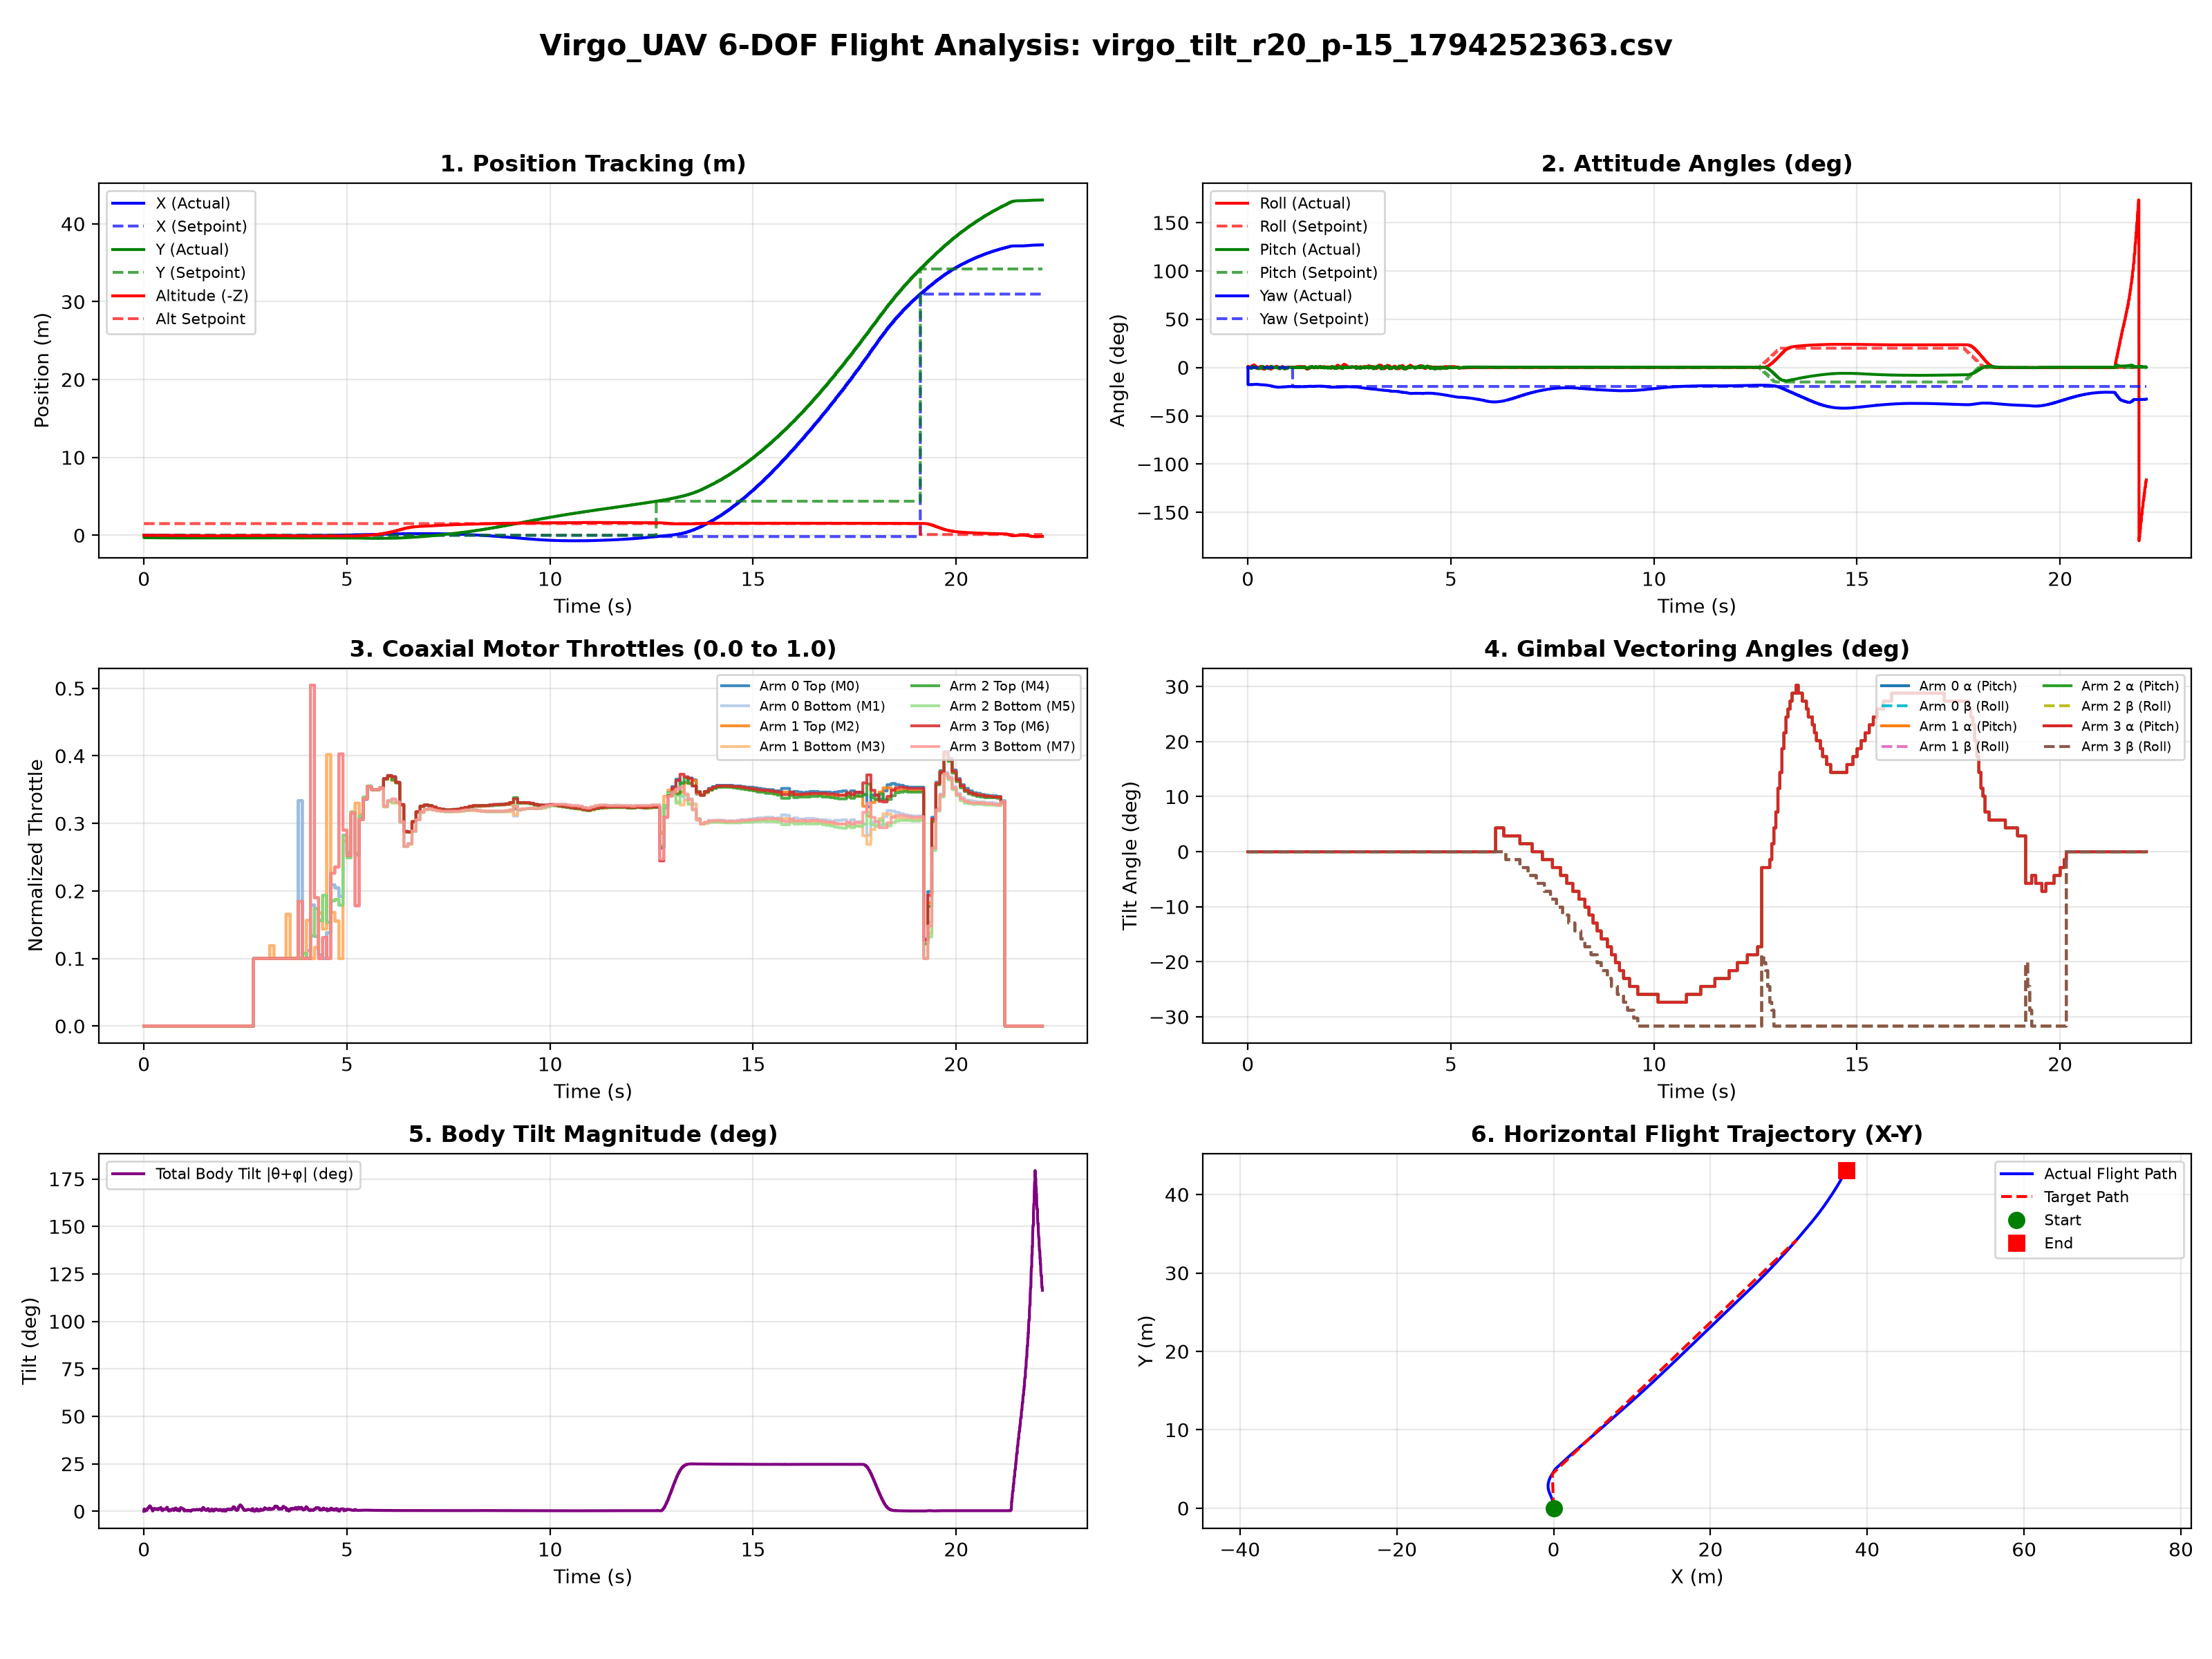 Virgo_UAV 6-DOF Flight Analysis: virgo_tilt_r20_p-15_1794252363.csv
1. Position Tracking (m)
X (Actual)
X (Setpoint)
Y (Actual)
Y (Setpoint)
Altitude (-Z)
Alt Setpoint
Position (m)
40
30
20
10
0
0 5 10 15 20
Time (s)
2. Attitude Angles (deg)
Roll (Actual)
Roll (Setpoint)
Pitch (Actual)
Pitch (Setpoint)
Yaw (Actual)
Yaw (Setpoint)
Angle (deg)
150
100
50
0
−50
−100
−150
0 5 10 15 20
Time (s)
3. Coaxial Motor Throttles (0.0 to 1.0)
Arm 0 Top (M0) Arm 2 Top (M4)
Arm 0 Bottom (M1) Arm 2 Bottom (M5)
Arm 1 Top (M2) Arm 3 Top (M6)
Arm 1 Bottom (M3) Arm 3 Bottom (M7)
Normalized Throttle
0.5
0.4
0.3
0.2
0.1
0.0
0 5 10 15 20
Time (s)
4. Gimbal Vectoring Angles (deg)
Arm 0 α (Pitch) Arm 2 α (Pitch)
Arm 0 β (Roll) Arm 2 β (Roll)
Arm 1 α (Pitch) Arm 3 α (Pitch)
Arm 1 β (Roll) Arm 3 β (Roll)
Tilt Angle (deg)
30
20
10
0
−10
−20
−30
0 5 10 15 20
Time (s)
5. Body Tilt Magnitude (deg)
Total Body Tilt |θ+φ| (deg)
Tilt (deg)
175
150
125
100
75
50
25
0
0 5 10 15 20
Time (s)
6. Horizontal Flight Trajectory (X-Y)
Actual Flight Path
Target Path
Start
End
Y (m)
40
30
20
10
0
−40 −20 0 20 40 60 80
X (m)